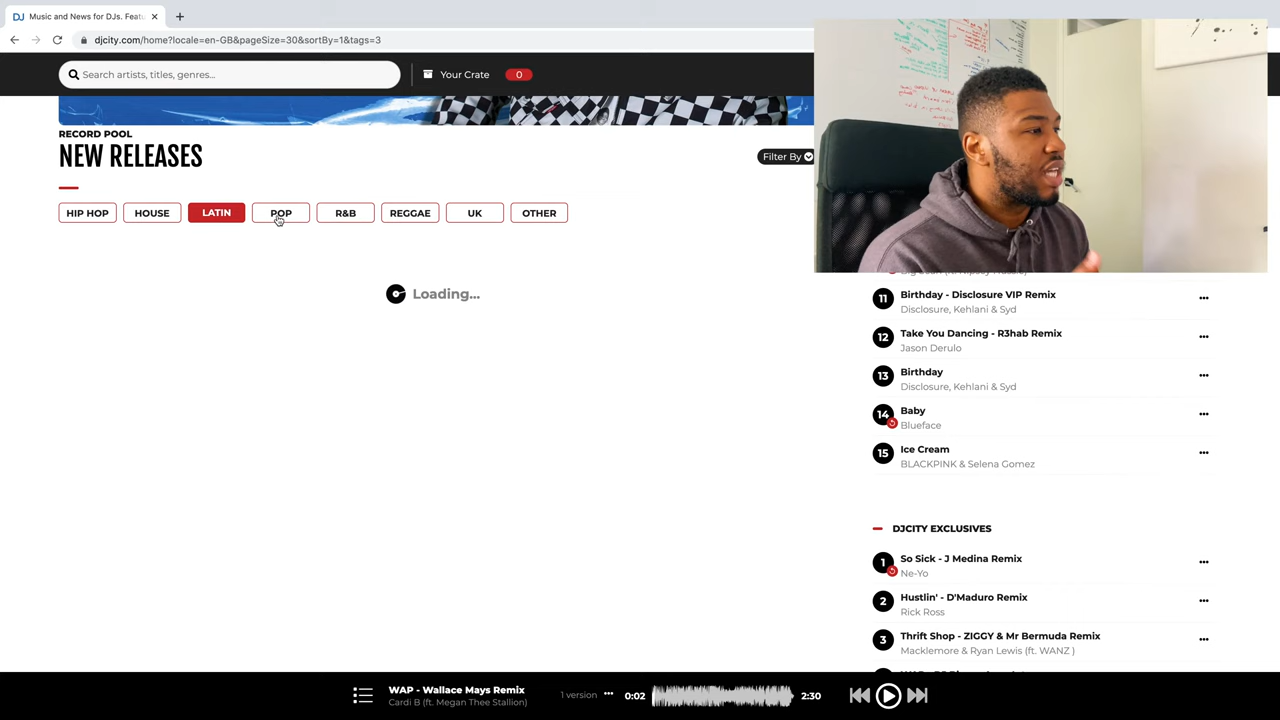 DJ Music and News for DJs. Featu
djcity.com/home?locale=en-GB&pageSize=30&sortBy=1&tags=3
Search artists, titles, genres...
Your Crate 0
RECORD POOL
NEW RELEASES
Filter By
HIP HOP HOUSE LATIN POP R&B REGGAE UK OTHER
Loading...
11 Birthday - Disclosure VIP Remix
Disclosure, Kehlani & Syd
12 Take You Dancing - R3hab Remix
Jason Derulo
13 Birthday
Disclosure, Kehlani & Syd
14 Baby
Blueface
15 Ice Cream
BLACKPINK & Selena Gomez
DJCITY EXCLUSIVES
1 So Sick - J Medina Remix
Ne-Yo
2 Hustlin' - D'Maduro Remix
Rick Ross
3 Thrift Shop - ZIGGY & Mr Bermuda Remix
Macklemore & Ryan Lewis (ft. WANZ )
WAP - Wallace Mays Remix
Cardi B (ft. Megan Thee Stallion)
1 version
0:02
2:30